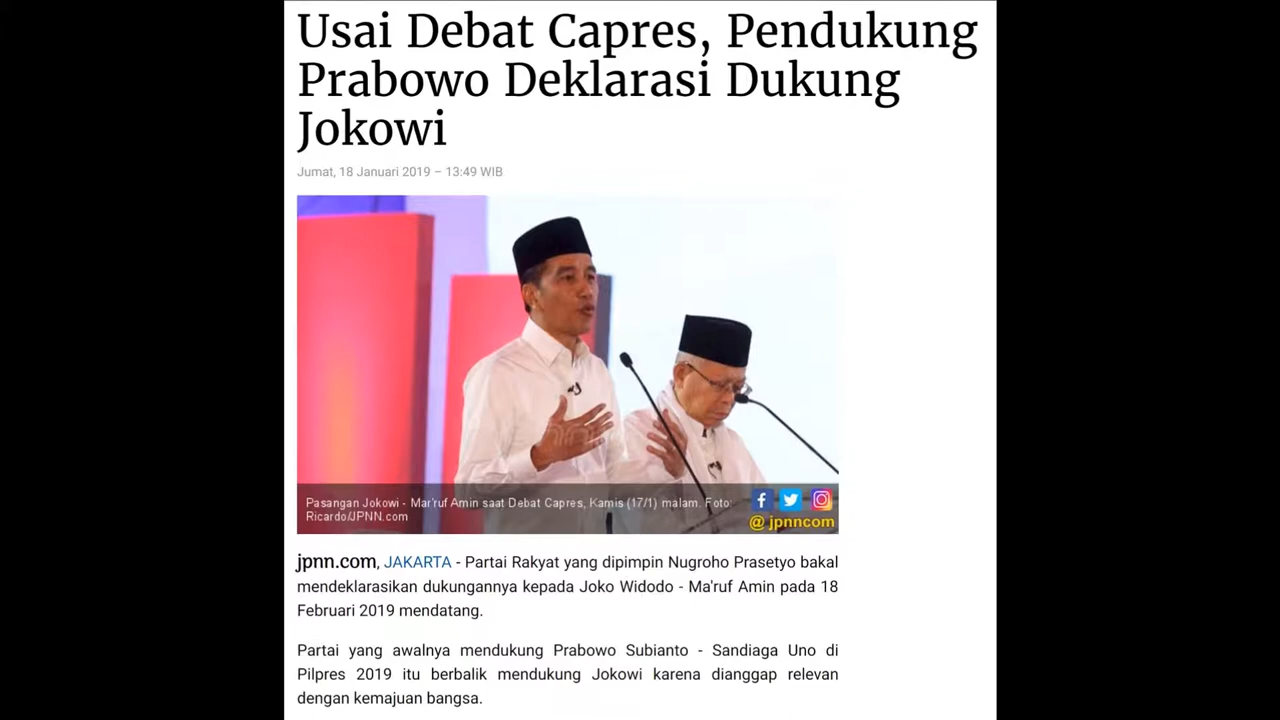 Usai Debat Capres, Pendukung
Prabowo Deklarasi Dukung
Jokowi
Jumat, 18 Januari 2019 – 13:49 WIB
Pasangan Jokowi - Ma'ruf Amin saat Debat Capres, Kamis (17/1) malam. Foto:
Ricardo/JPNN.com
@ jpnncom
jpnn.com, JAKARTA - Partai Rakyat yang dipimpin Nugroho Prasetyo bakal
mendeklarasikan dukungannya kepada Joko Widodo - Ma'ruf Amin pada 18
Februari 2019 mendatang.
Partai yang awalnya mendukung Prabowo Subianto - Sandiaga Uno di
Pilpres 2019 itu berbalik mendukung Jokowi karena dianggap relevan
dengan kemajuan bangsa.